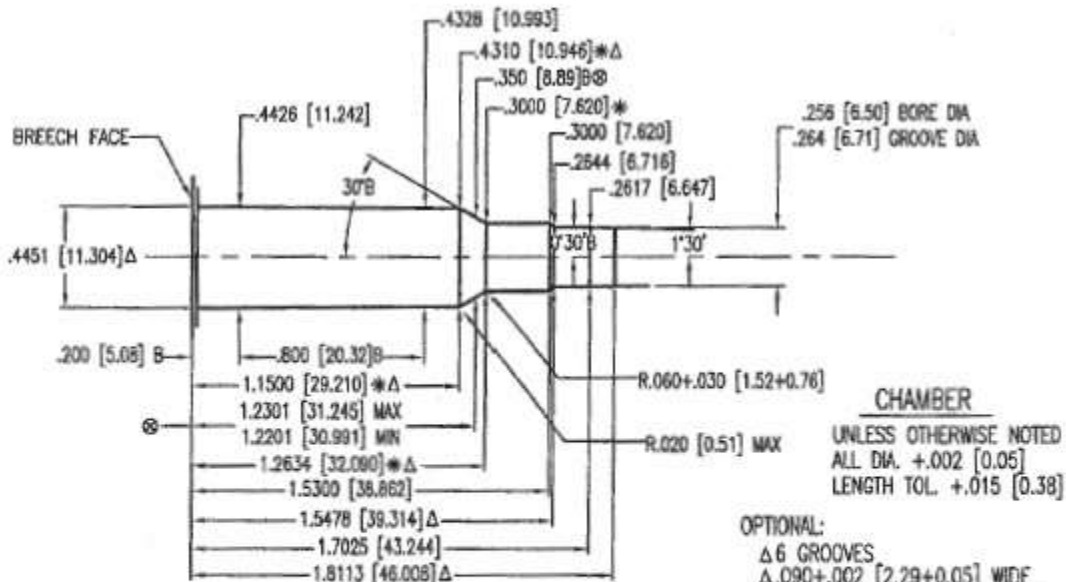 .4328 [10.993]
.4310 [10.946]*Δ
.350 [8.89]B⊗
.3000 [7.620]*
.3000 [7.620]
.2644 [6.716]
.2617 [6.647]
.256 [6.50] BORE DIA
.264 [6.71] GROOVE DIA
.4426 [11.242]
BREECH FACE
30°B
1°30'
.4451 [11.304]Δ
.200 [5.08] B
.800 [20.32]B
1.1500 [29.210]*Δ
⊗
1.2301 [31.245] MAX
1.2201 [30.991] MIN
1.2634 [32.090]*Δ
1.5300 [38.862]
1.5478 [39.314]Δ
1.7025 [43.244]
1.8113 [46.008]Δ
R.060+.030 [1.52+0.76]
R.020 [0.51] MAX
CHAMBER
UNLESS OTHERWISE NOTED
ALL DIA. +.002 [0.05]
LENGTH TOL. +.015 [0.38]
OPTIONAL:
Δ6 GROOVES
Δ.090+.002 [2.29+0.05] WIDE